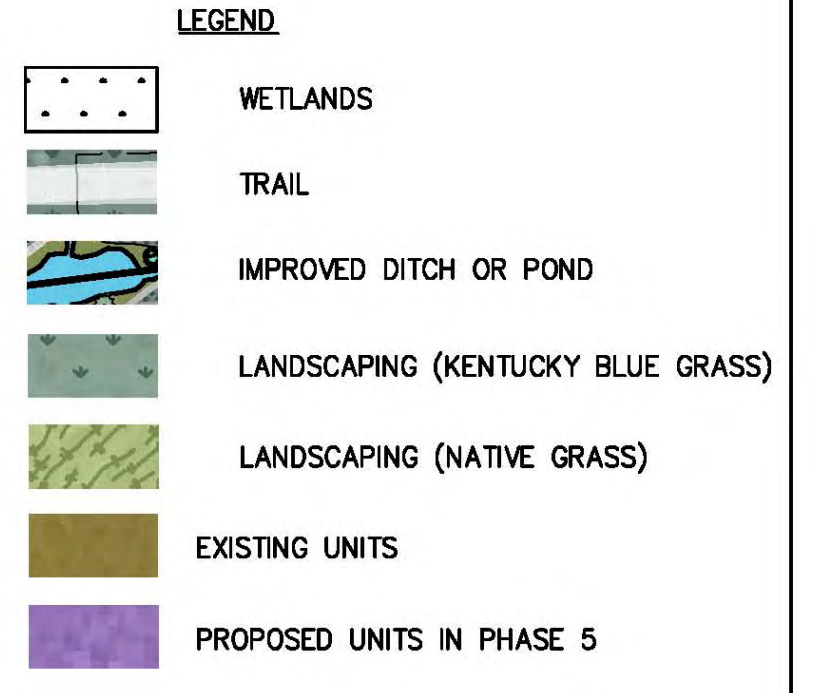 LEGEND
WETLANDS
TRAIL
IMPROVED DITCH OR POND
LANDSCAPING (KENTUCKY BLUE GRASS)
LANDSCAPING (NATIVE GRASS)
EXISTING UNITS
PROPOSED UNITS IN PHASE 5